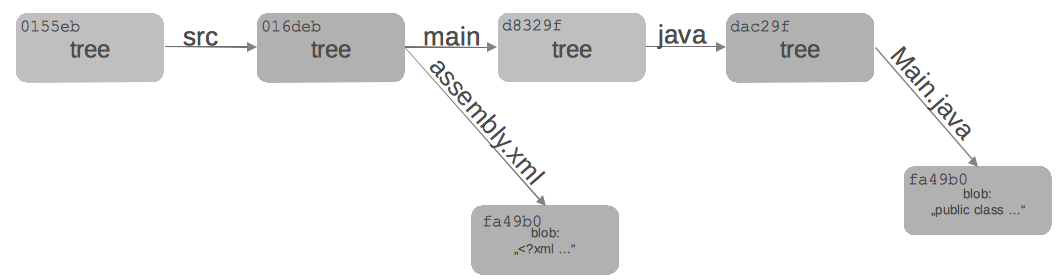 0155eb
tree
src
016deb
tree
main
d8329f
tree
java
dac29f
tree
assembly.xml
Main.java
fa49b0
blob:
„<?xml ...“
fa49b0
blob:
„public class ...“